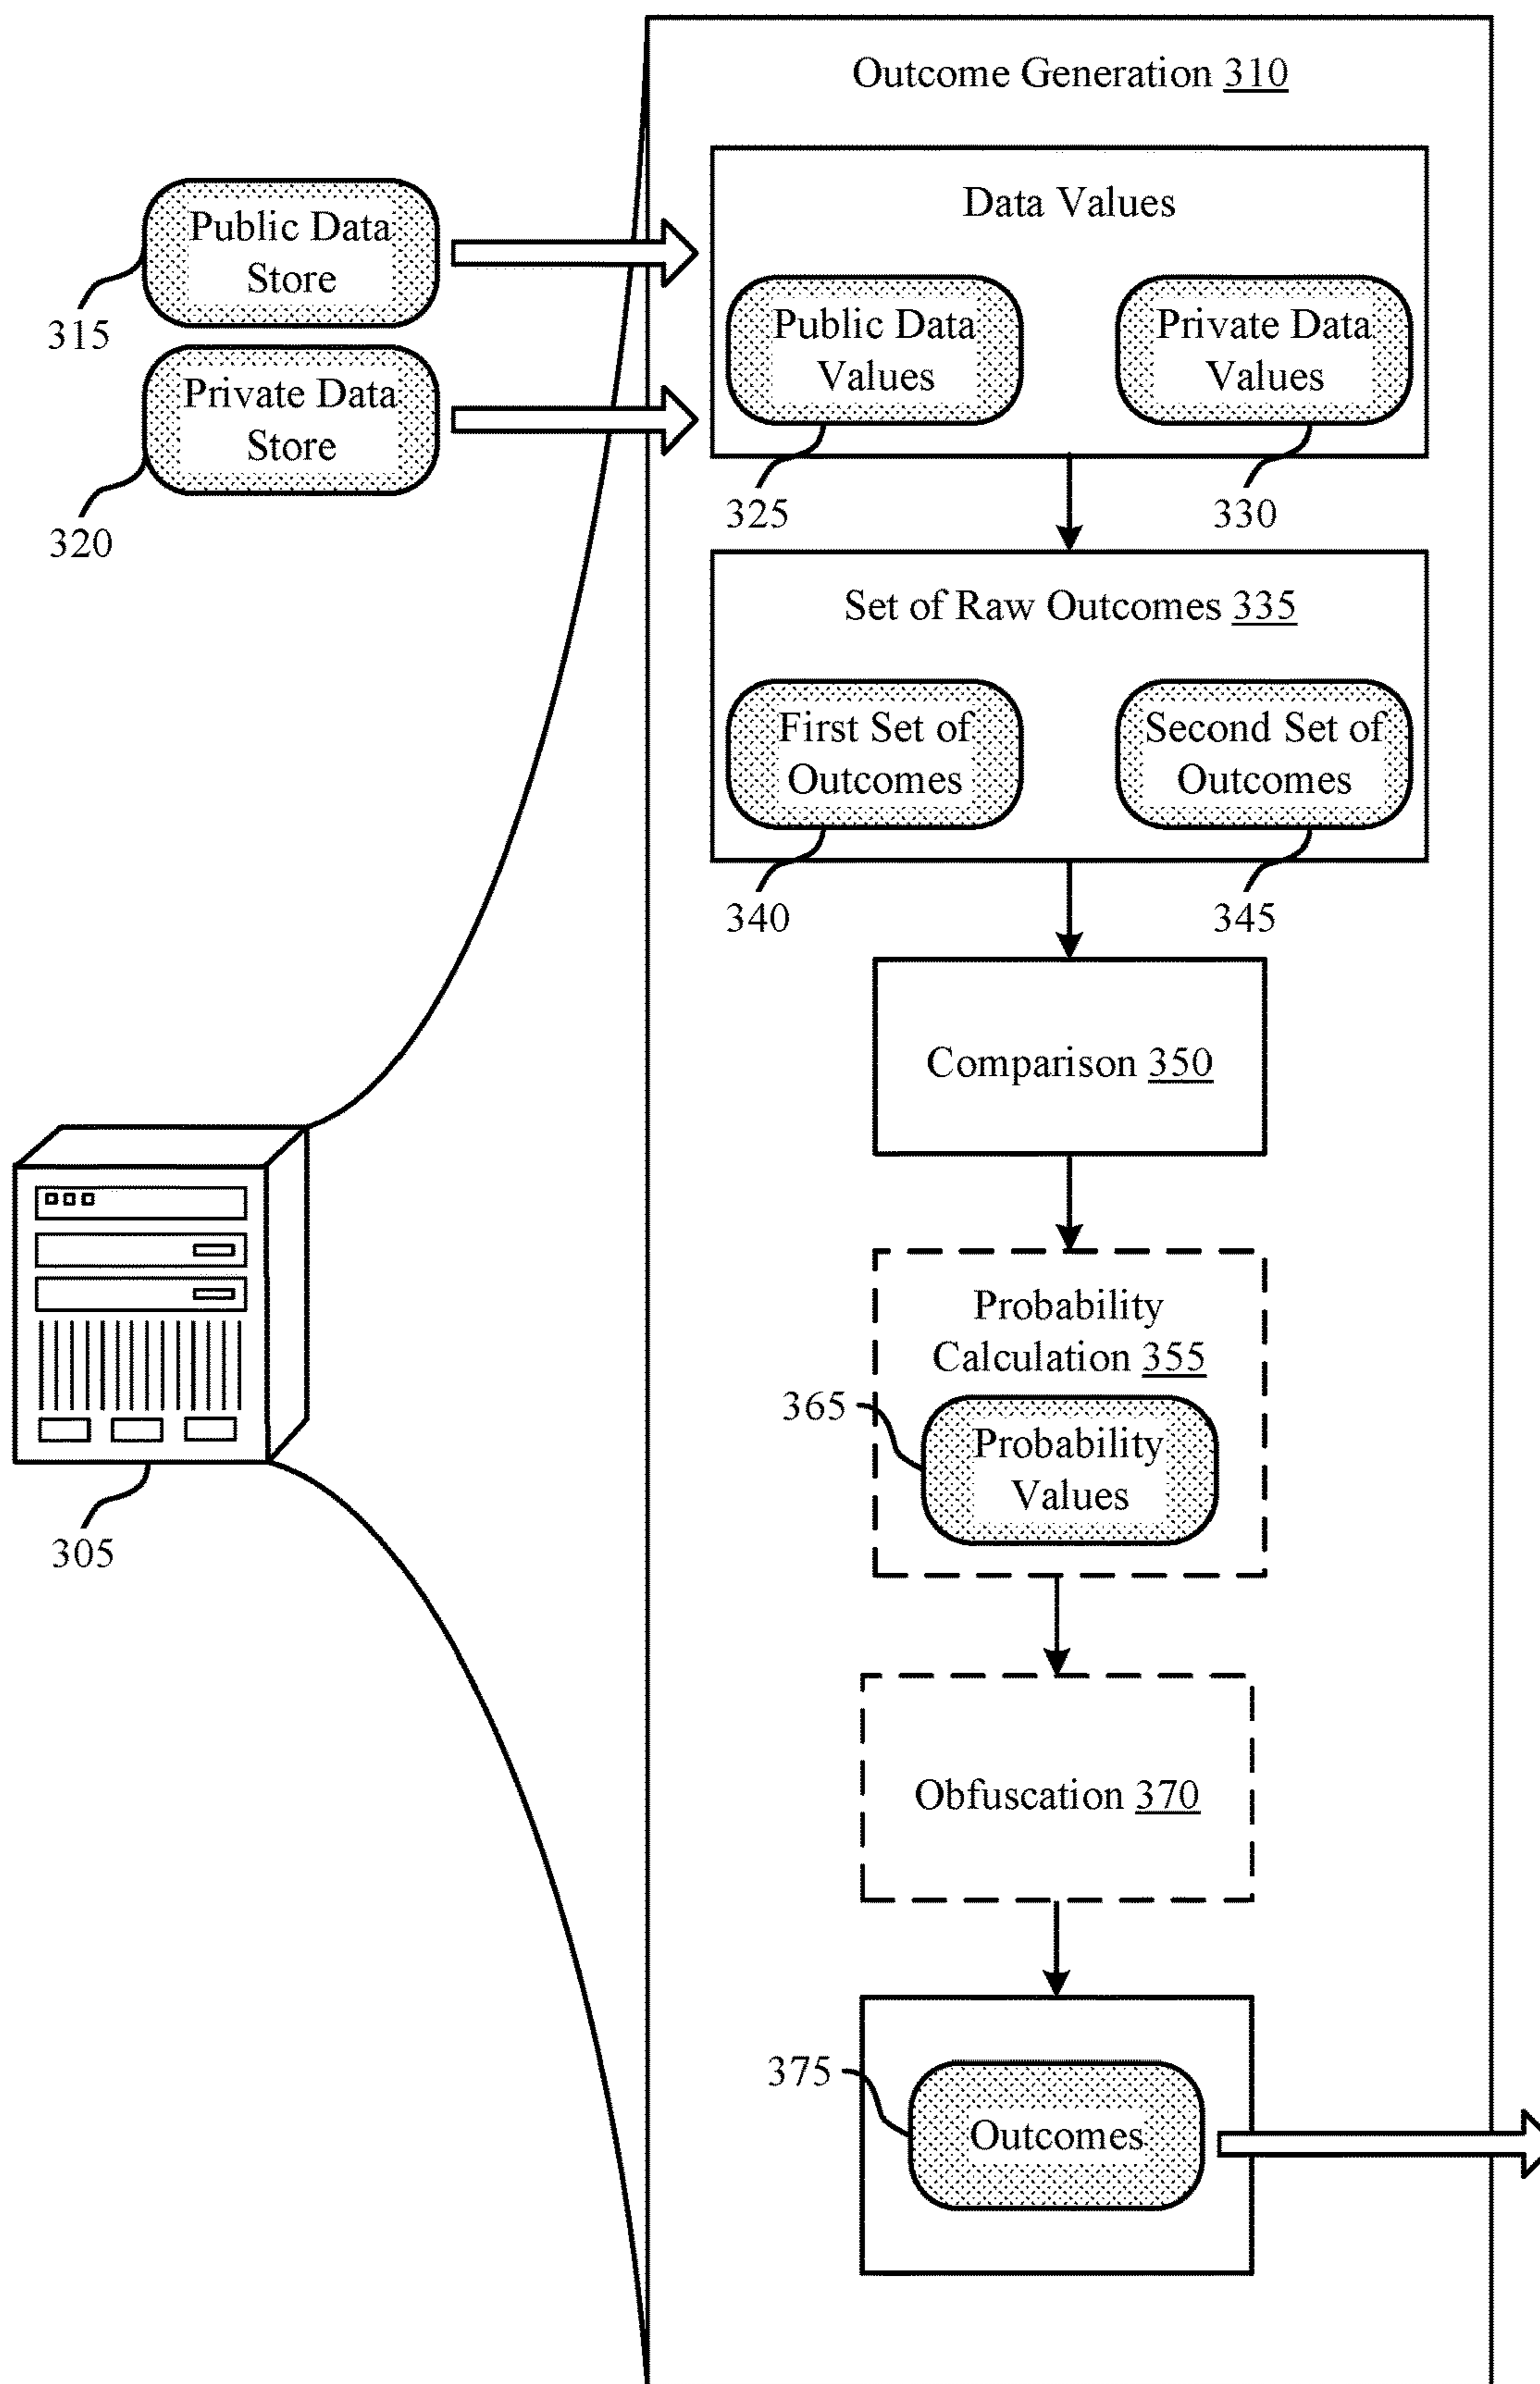 Outcome Generation 310
Public Data
Store
315
Private Data
Store
320
Data Values
Public Data
Values
325
Private Data
Values
330
Set of Raw Outcomes 335
First Set of
Outcomes
340
Second Set of
Outcomes
345
Comparison 350
Probability
Calculation 355
365
Probability
Values
305
Obfuscation 370
375
Outcomes